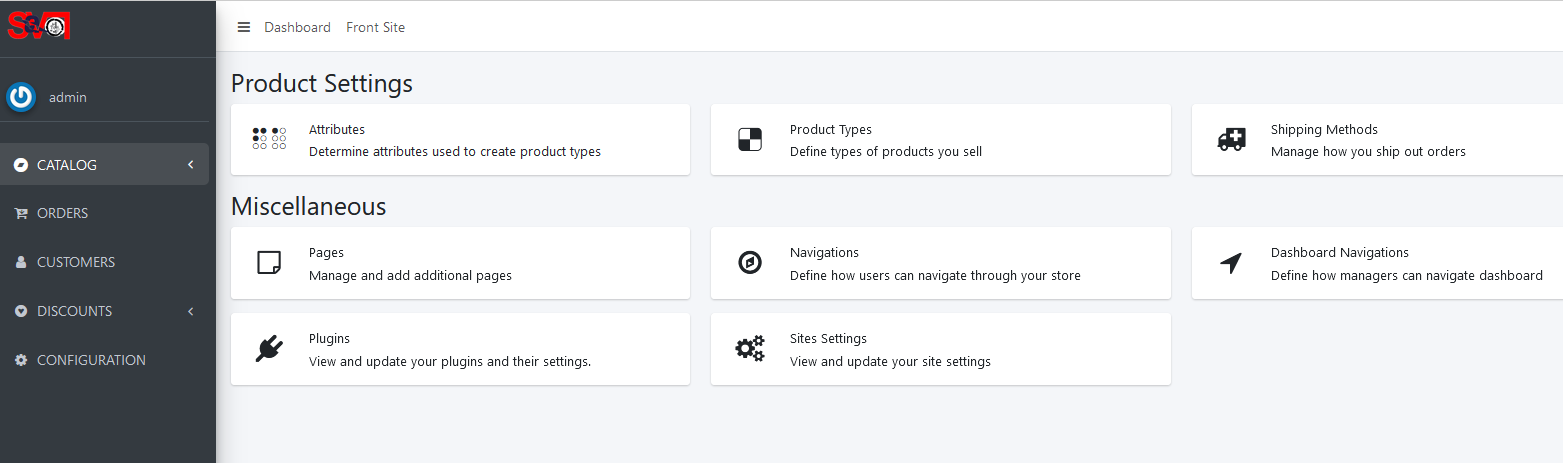 Dashboard Front Site
admin
CATALOG
ORDERS
CUSTOMERS
DISCOUNTS
CONFIGURATION
Product Settings
Attributes
Determine attributes used to create product types
Product Types
Define types of products you sell
Shipping Methods
Manage how you ship out orders
Miscellaneous
Pages
Manage and add additional pages
Navigations
Define how users can navigate through your store
Dashboard Navigations
Define how managers can navigate dashboard
Plugins
View and update your plugins and their settings.
Sites Settings
View and update your site settings